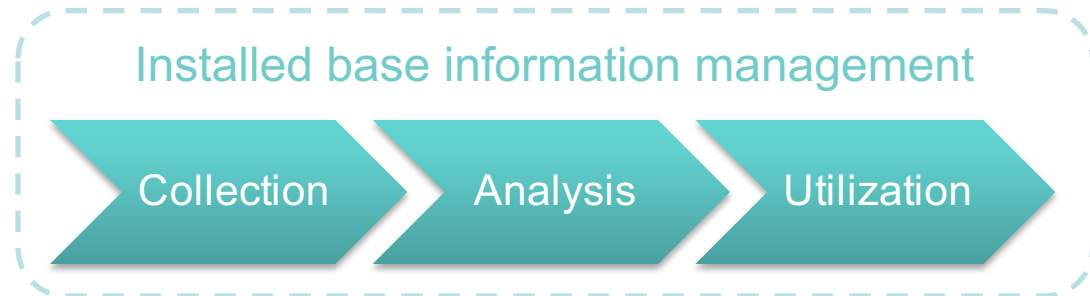 Installed base information management
Collection
Analysis
Utilization